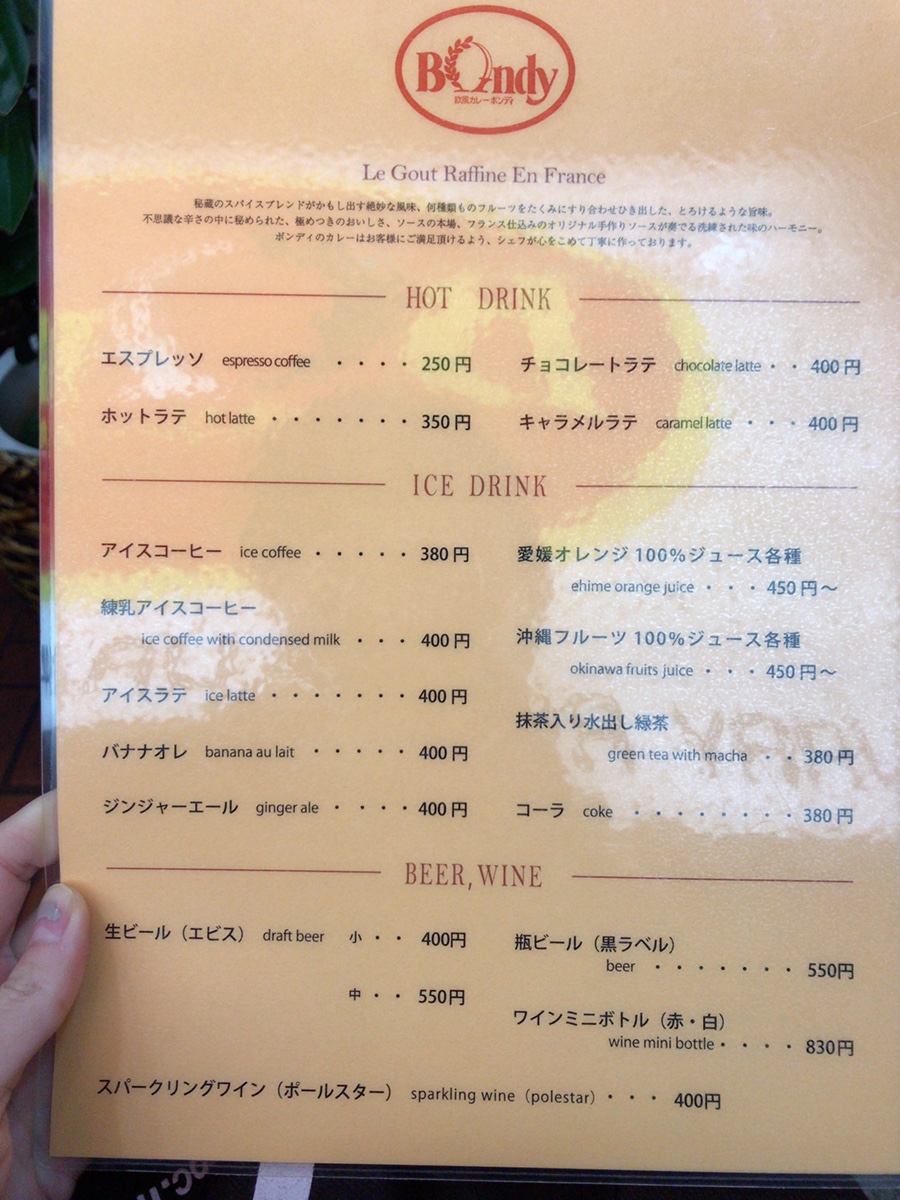 Bondy
欧風カレー ボンディ
Le Gout Raffine En France
秘蔵のスパイスブレンドがかもし出す絶妙な風味、何種類ものフルーツをたくみにすり合わせひき出した、とろけるような旨味。
不思議な辛さの中に秘められた、極めつきのおいしさ、ソースの本場、フランス仕込みのオリジナル手作りソースが奏でる洗練された味のハーモニー。
ボンディのカレーはお客様にご満足頂けるよう、シェフが心をこめて丁寧に作っております。
HOT DRINK
エスプレッソ espresso coffee ・・・・ 250円
ホットラテ hot latte ・・・・・・・ 350円
チョコレートラテ chocolate latte ・・ 400円
キャラメルラテ caramel latte ・・・ 400円
ICE DRINK
アイスコーヒー ice coffee ・・・・・ 380円
練乳アイスコーヒー
ice coffee with condensed milk ・・・ 400円
アイスラテ ice latte ・・・・・・・ 400円
バナナオレ banana au lait ・・・・・ 400円
ジンジャーエール ginger ale ・・・・ 400円
愛媛オレンジ100%ジュース各種
ehime orange juice ・・・ 450円～
沖縄フルーツ100%ジュース各種
okinawa fruits juice ・・・ 450円～
抹茶入り水出し緑茶
green tea with macha ・・ 380円
コーラ coke ・・・・・・・・ 380円
BEER, WINE
生ビール（エビス） draft beer 小・・ 400円
中・・ 550円
瓶ビール（黒ラベル）
beer ・・・・・・・ 550円
ワインミニボトル（赤・白）
wine mini bottle・・・・ 830円
スパークリングワイン（ポールスター） sparkling wine（polestar）・・・ 400円